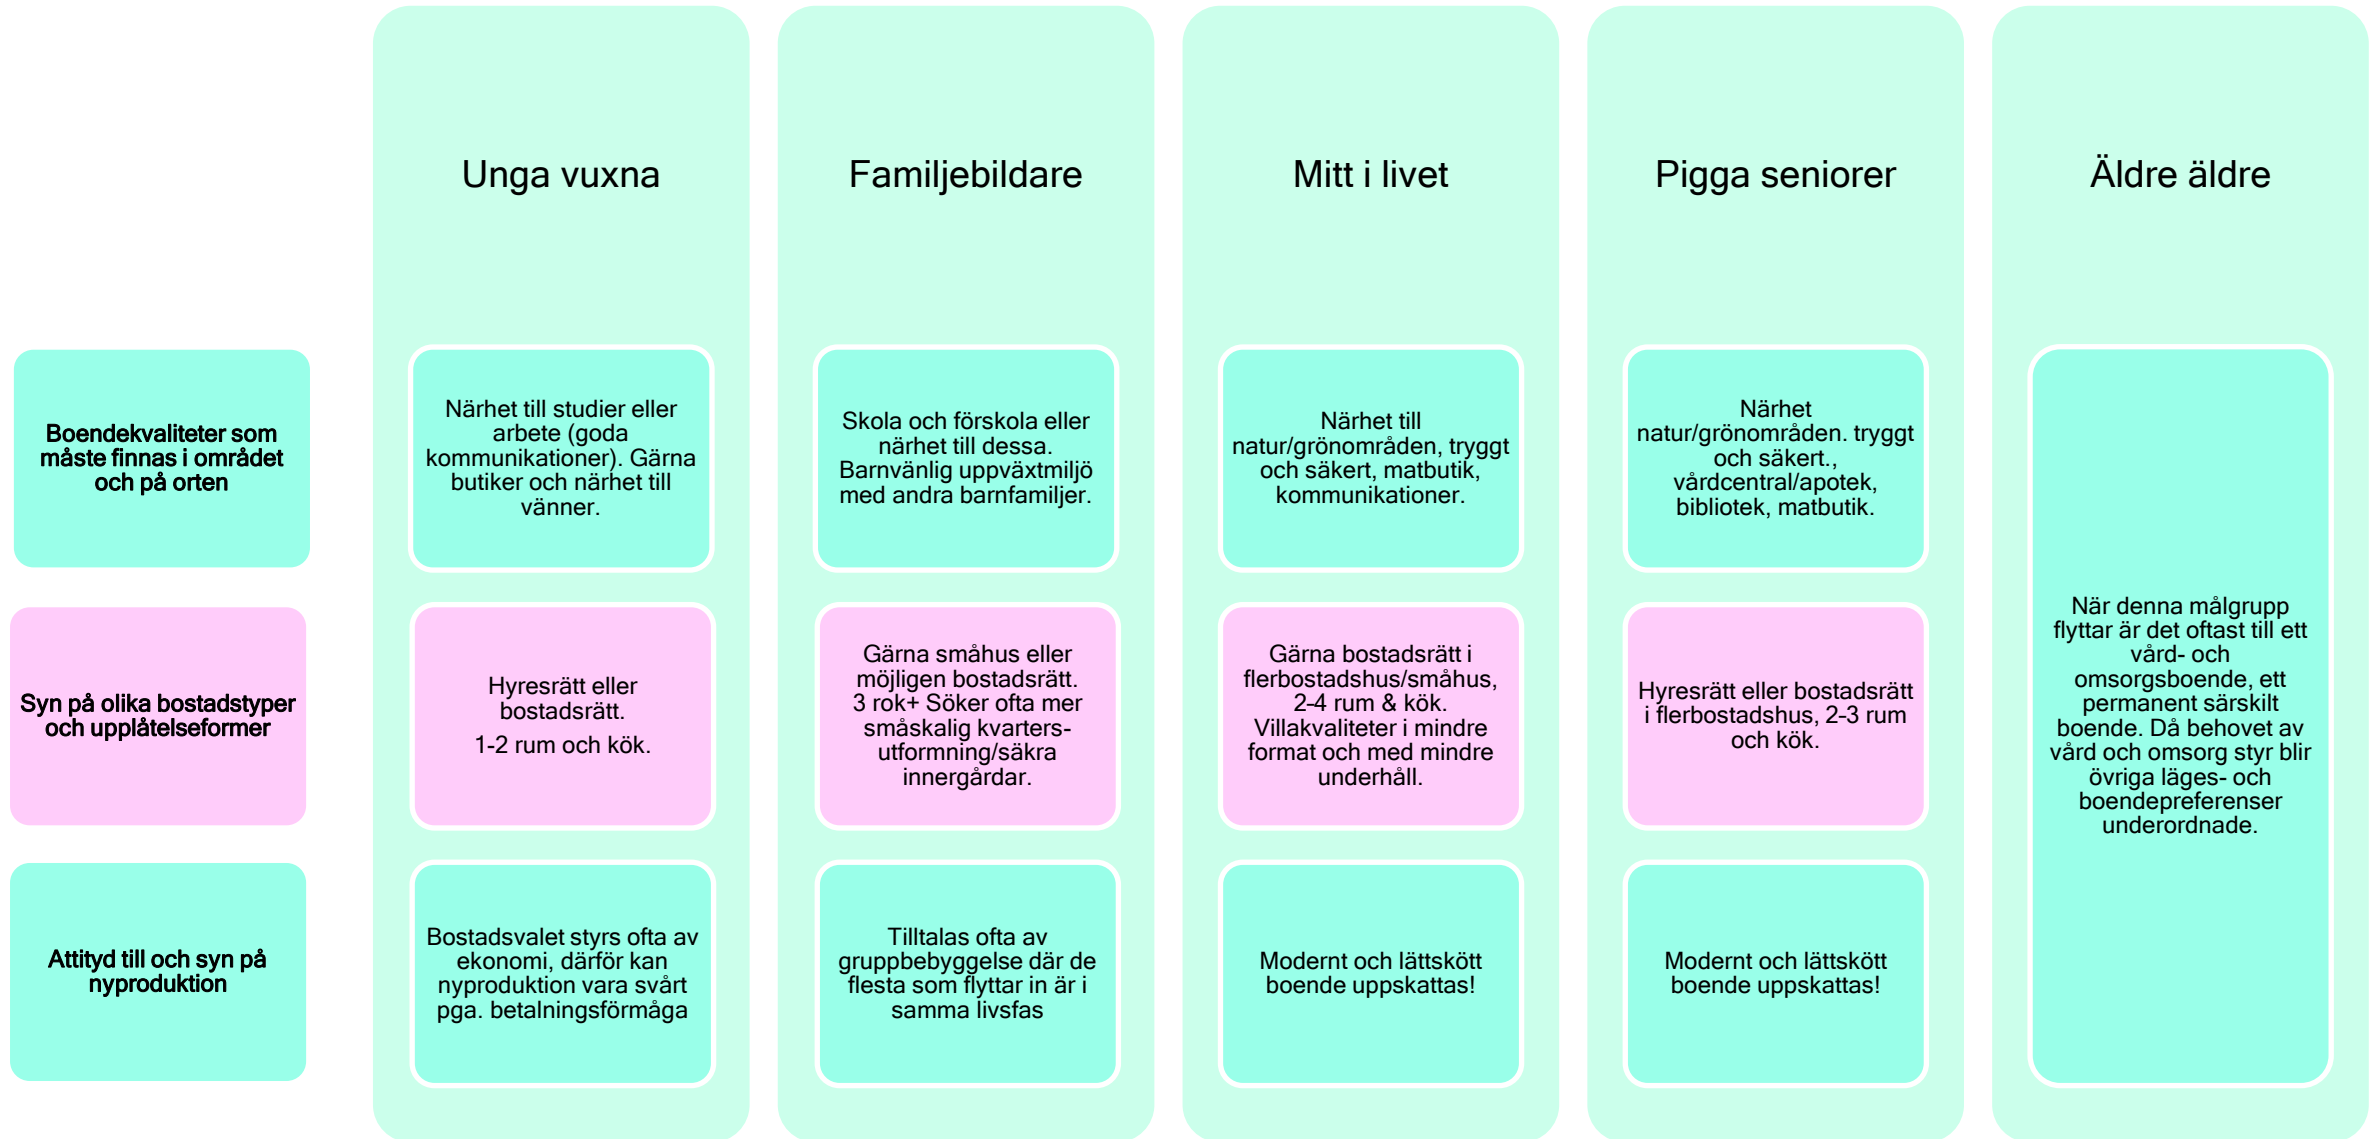 Unga vuxna
Familjebildare
Mitt i livet
Pigga seniorer
Äldre äldre
Boendekvaliteter som
måste finnas i området
och på orten
Närhet till studier eller
arbete (goda
kommunikationer). Gärna
butiker och närhet till
vänner.
Skola och förskola eller
närhet till dessa.
Barnvänlig uppväxtmiljö
med andra barnfamiljer.
Närhet till
natur/grönområden, tryggt
och säkert, matbutik,
kommunikationer.
Närhet
natur/grönområden. tryggt
och säkert.,
vårdcentral/apotek,
bibliotek, matbutik.
När denna målgrupp
flyttar är det oftast till ett
vård- och
omsorgsboende, ett
permanent särskilt
boende. Då behovet av
vård och omsorg styr blir
övriga läges- och
boendepreferenser
underordnade.
Syn på olika bostadstyper
och upplåtelseformer
Hyresrätt eller
bostadsrätt.
1-2 rum och kök.
Gärna småhus eller
möjligen bostadsrätt.
3 rok+ Söker ofta mer
småskalig kvarters-
utformning/säkra
innergårdar.
Gärna bostadsrätt i
flerbostadshus/småhus,
2-4 rum & kök.
Villakvaliteter i mindre
format och med mindre
underhåll.
Hyresrätt eller bostadsrätt
i flerbostadshus, 2-3 rum
och kök.
Attityd till och syn på
nyproduktion
Bostadsvalet styrs ofta av
ekonomi, därför kan
nyproduktion vara svårt
pga. betalningsförmåga
Tilltalas ofta av
gruppbebyggelse där de
flesta som flyttar in är i
samma livsfas
Modernt och lättskött
boende uppskattas!
Modernt och lättskött
boende uppskattas!